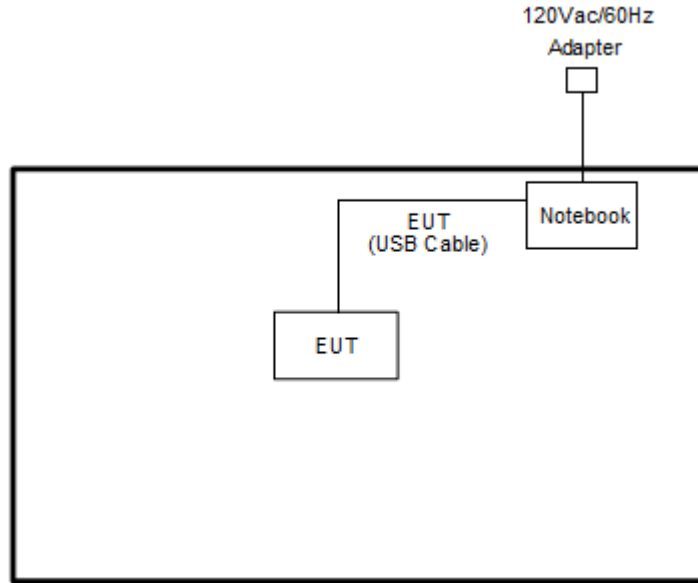 120Vac/60Hz
Adapter
Notebook
EUT
(USB Cable)
EUT